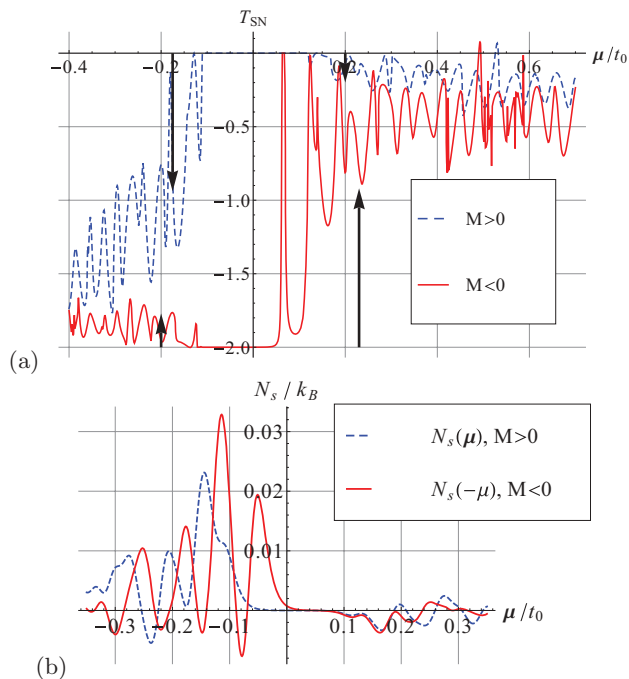 T_SN
-0.4 -0.2 0.2 0.4 0.6 μ/t_0
-0.5
-1.0
M>0
-1.5
M<0
-2.0
(a)
N_s / k_B
0.03
N_s(μ), M>0
0.02
N_s(-μ), M<0
0.01
-0.3 -0.2 -0.1 0.1 0.2 0.3 μ/t_0
(b)